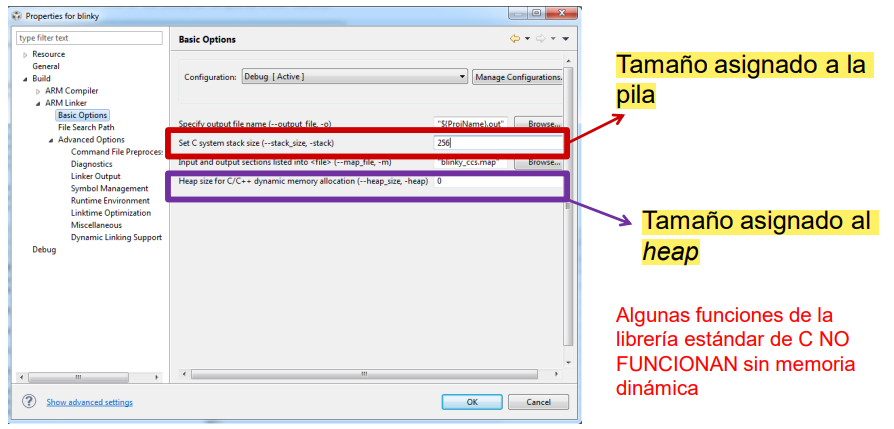 Properties for blinky
type filter text
Basic Options
Resource
General
Build
ARM Compiler
ARM Linker
Basic Options
File Search Path
Advanced Options
Command File Preproces
Diagnostics
Linker Output
Symbol Management
Runtime Environment
Linktime Optimization
Miscellaneous
Dynamic Linking Support
Debug
Configuration: Debug [ Active ] Manage Configurations.
Specify output file name (--output_file, -o) "${ProjName}.out" Browse...
Set C system stack size (--stack_size, -stack) 256
Input and output sections listed into <file> (--map_file, -m) "blinky_ccs.map" Browse...
Heap size for C/C++ dynamic memory allocation (--heap_size, -heap) 0
Show advanced settings
OK Cancel
Tamaño asignado a la
pila
Tamaño asignado al
heap
Algunas funciones de la
librería estándar de C NO
FUNCIONAN sin memoria
dinámica